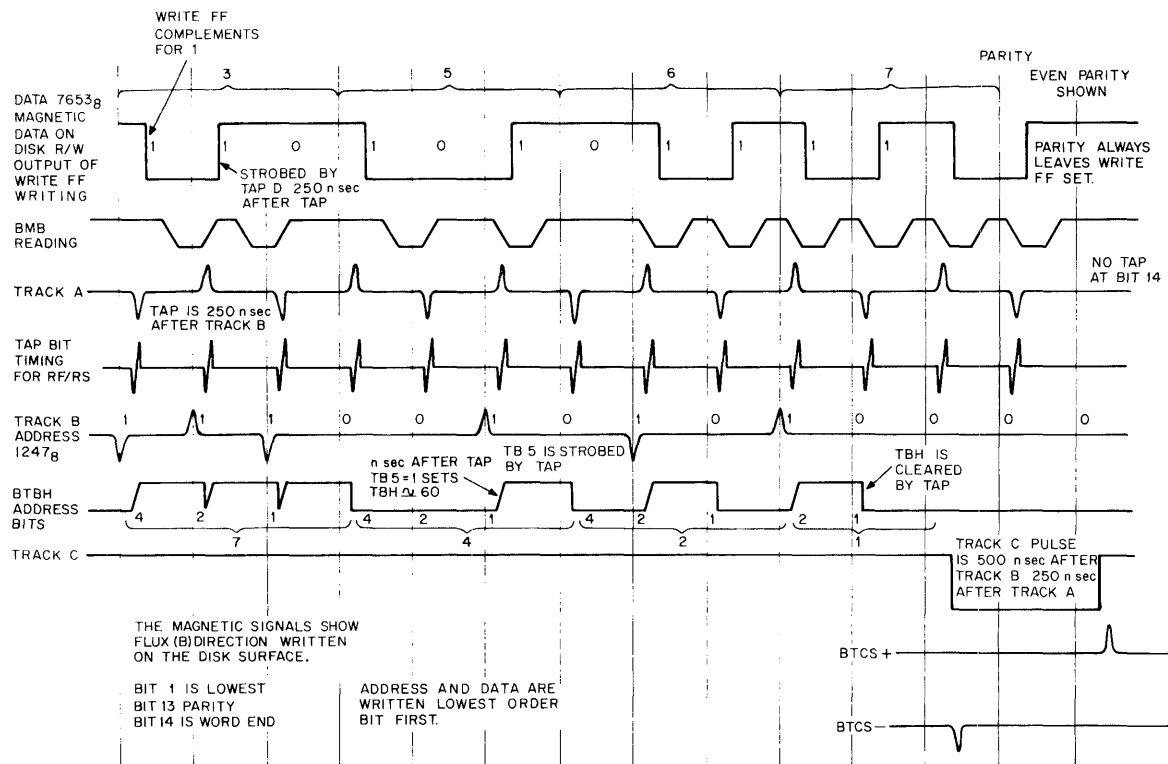 WRITE FF
COMPLEMENTS
FOR 1
PARITY
3
5
6
7
EVEN PARITY
SHOWN
DATA 7653₈
MAGNETIC
DATA ON
DISK R/W
OUTPUT OF
WRITE FF
WRITING
1 1 0 1 0 1 0 1 1 1 1 1
STROBED BY
TAP D 250 n sec
AFTER TAP
PARITY ALWAYS
LEAVES WRITE
FF SET.
BMB
READING
TRACK A
NO TAP
AT BIT 14
TAP IS 250 n sec
AFTER TRACK B
TAP BIT
TIMING
FOR RF/RS
TRACK B
ADDRESS
1247₈
1 1 1 0 0 1 0 1 0 1 0 0 0 0
n sec AFTER TAP
TB5=1 SETS
TBH ≃ 60
TB 5 IS STROBED
BY TAP
TBH IS
CLEARED
BY TAP
BTBH
ADDRESS
BITS
4 2 1 4 2 1 4 2 1 2 1
7 4 2 1
TRACK C
TRACK C PULSE
IS 500 n sec AFTER
TRACK B 250 n sec
AFTER TRACK A
THE MAGNETIC SIGNALS SHOW
FLUX (B) DIRECTION WRITTEN
ON THE DISK SURFACE.
BTCS +
BIT 1 IS LOWEST
BIT 13 PARITY
BIT 14 IS WORD END
ADDRESS AND DATA ARE
WRITTEN LOWEST ORDER
BIT FIRST.
BTCS −